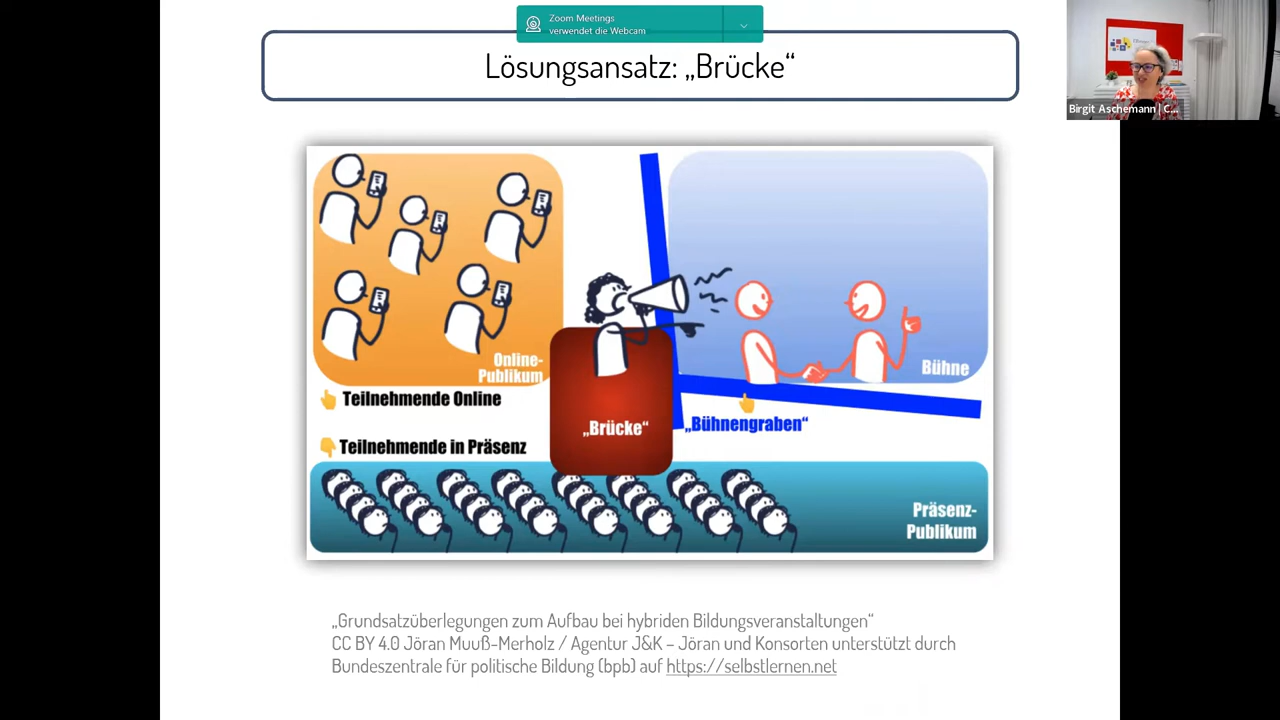 Zoom Meetings
verwendet die Webcam
Lösungsansatz: „Brücke“
Birgit Aschemann | C...
Online-
Publikum
Bühne
👆 Teilnehmende Online
„Brücke“
👆
„Bühnengraben“
👇 Teilnehmende in Präsenz
Präsenz-
Publikum
„Grundsatzüberlegungen zum Aufbau bei hybriden Bildungsveranstaltungen“
CC BY 4.0 Jöran Muuß-Merholz / Agentur J&K – Jöran und Konsorten unterstützt durch
Bundeszentrale für politische Bildung (bpb) auf https://selbstlernen.net